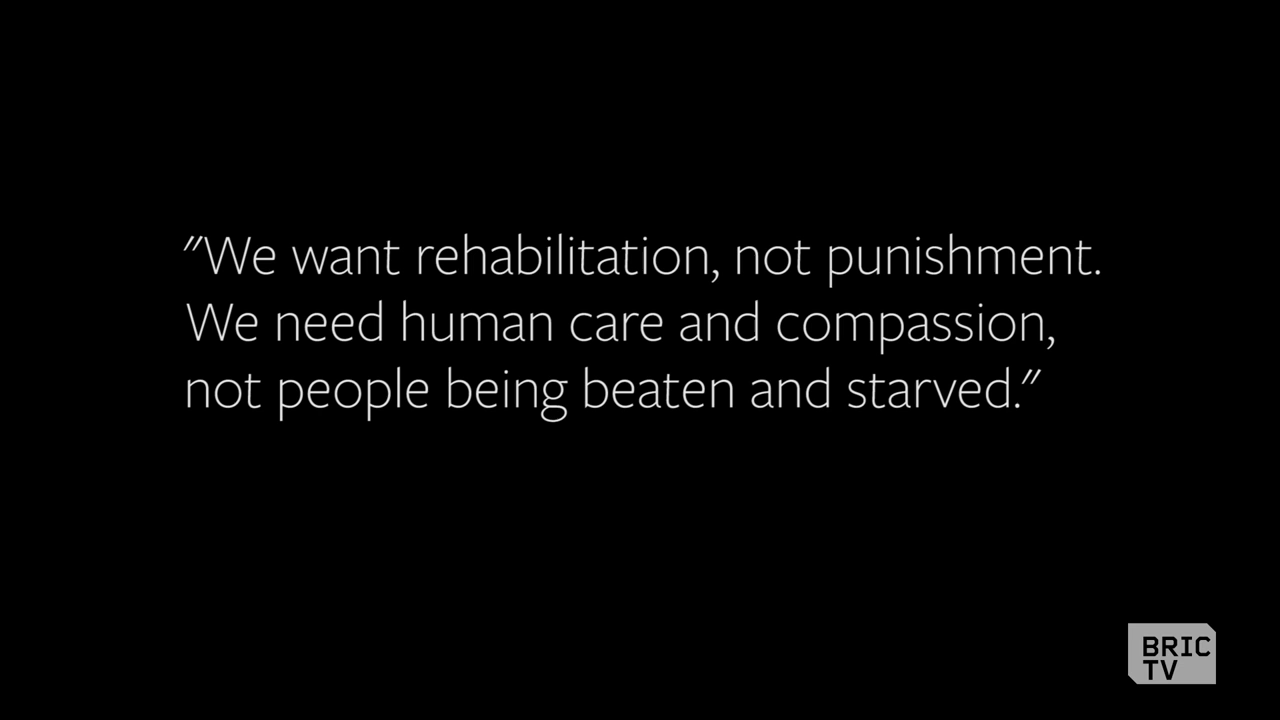 "We want rehabilitation, not punishment.
We need human care and compassion,
not people being beaten and starved."
BRIC
TV